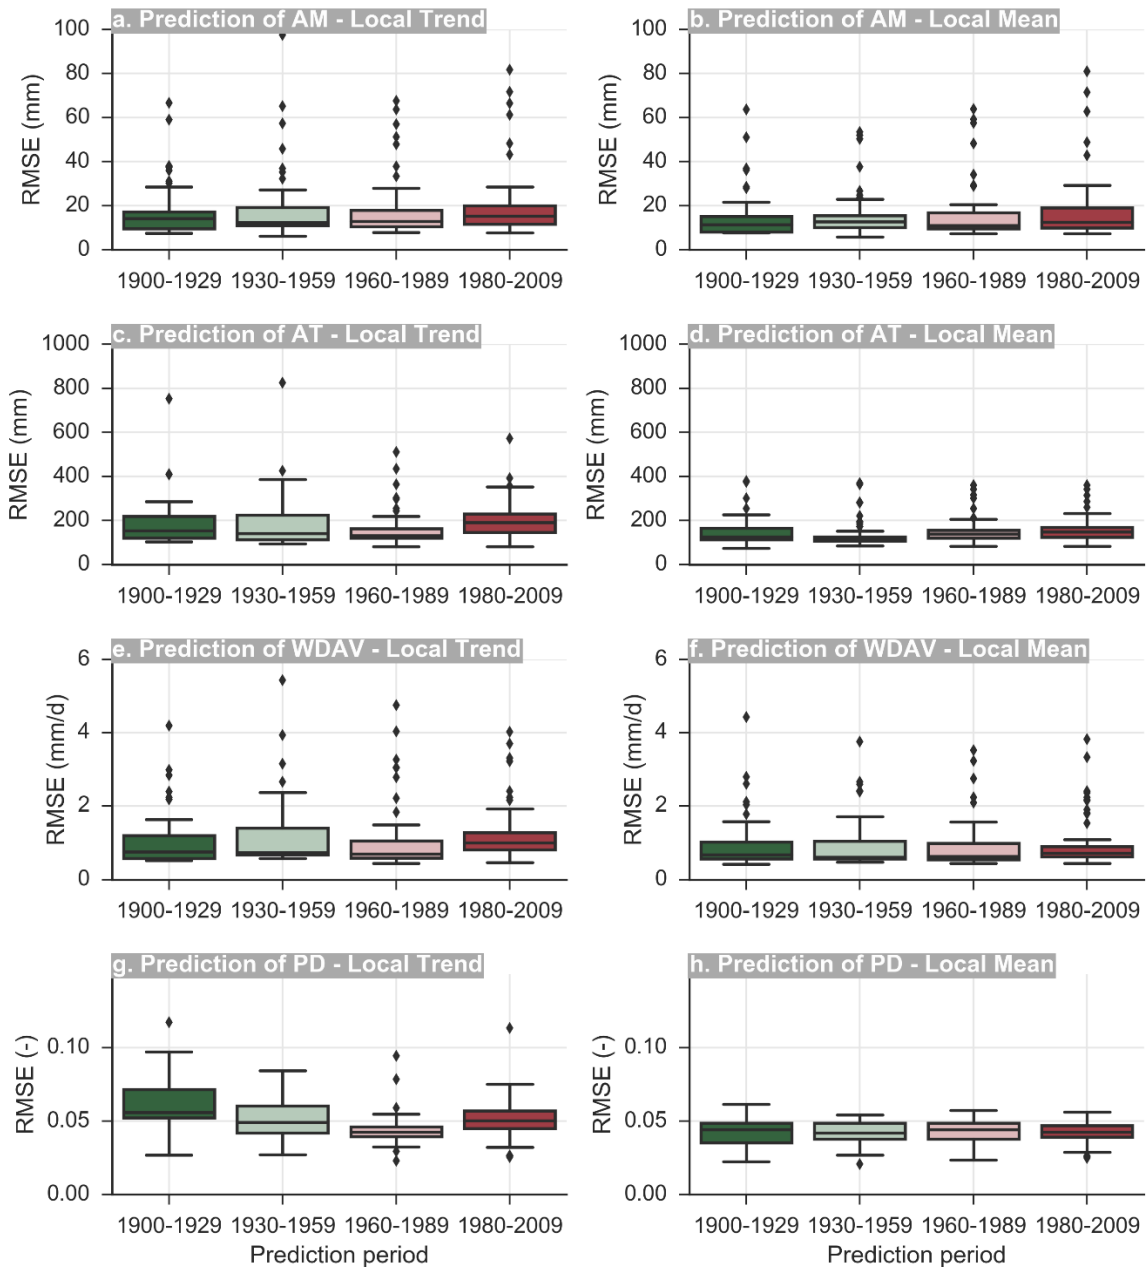 a. Prediction of AM - Local Trend
b. Prediction of AM - Local Mean
RMSE (mm)
100
80
60
40
20
0
1900-1929 1930-1959 1960-1989 1980-2009
RMSE (mm)
100
80
60
40
20
0
1900-1929 1930-1959 1960-1989 1980-2009
c. Prediction of AT - Local Trend
d. Prediction of AT - Local Mean
RMSE (mm)
1000
800
600
400
200
0
1900-1929 1930-1959 1960-1989 1980-2009
RMSE (mm)
1000
800
600
400
200
0
1900-1929 1930-1959 1960-1989 1980-2009
e. Prediction of WDAV - Local Trend
f. Prediction of WDAV - Local Mean
RMSE (mm/d)
6
4
2
0
1900-1929 1930-1959 1960-1989 1980-2009
RMSE (mm/d)
6
4
2
0
1900-1929 1930-1959 1960-1989 1980-2009
g. Prediction of PD - Local Trend
h. Prediction of PD - Local Mean
RMSE (-)
0.10
0.05
0.00
1900-1929 1930-1959 1960-1989 1980-2009
Prediction period
RMSE (-)
0.10
0.05
0.00
1900-1929 1930-1959 1960-1989 1980-2009
Prediction period